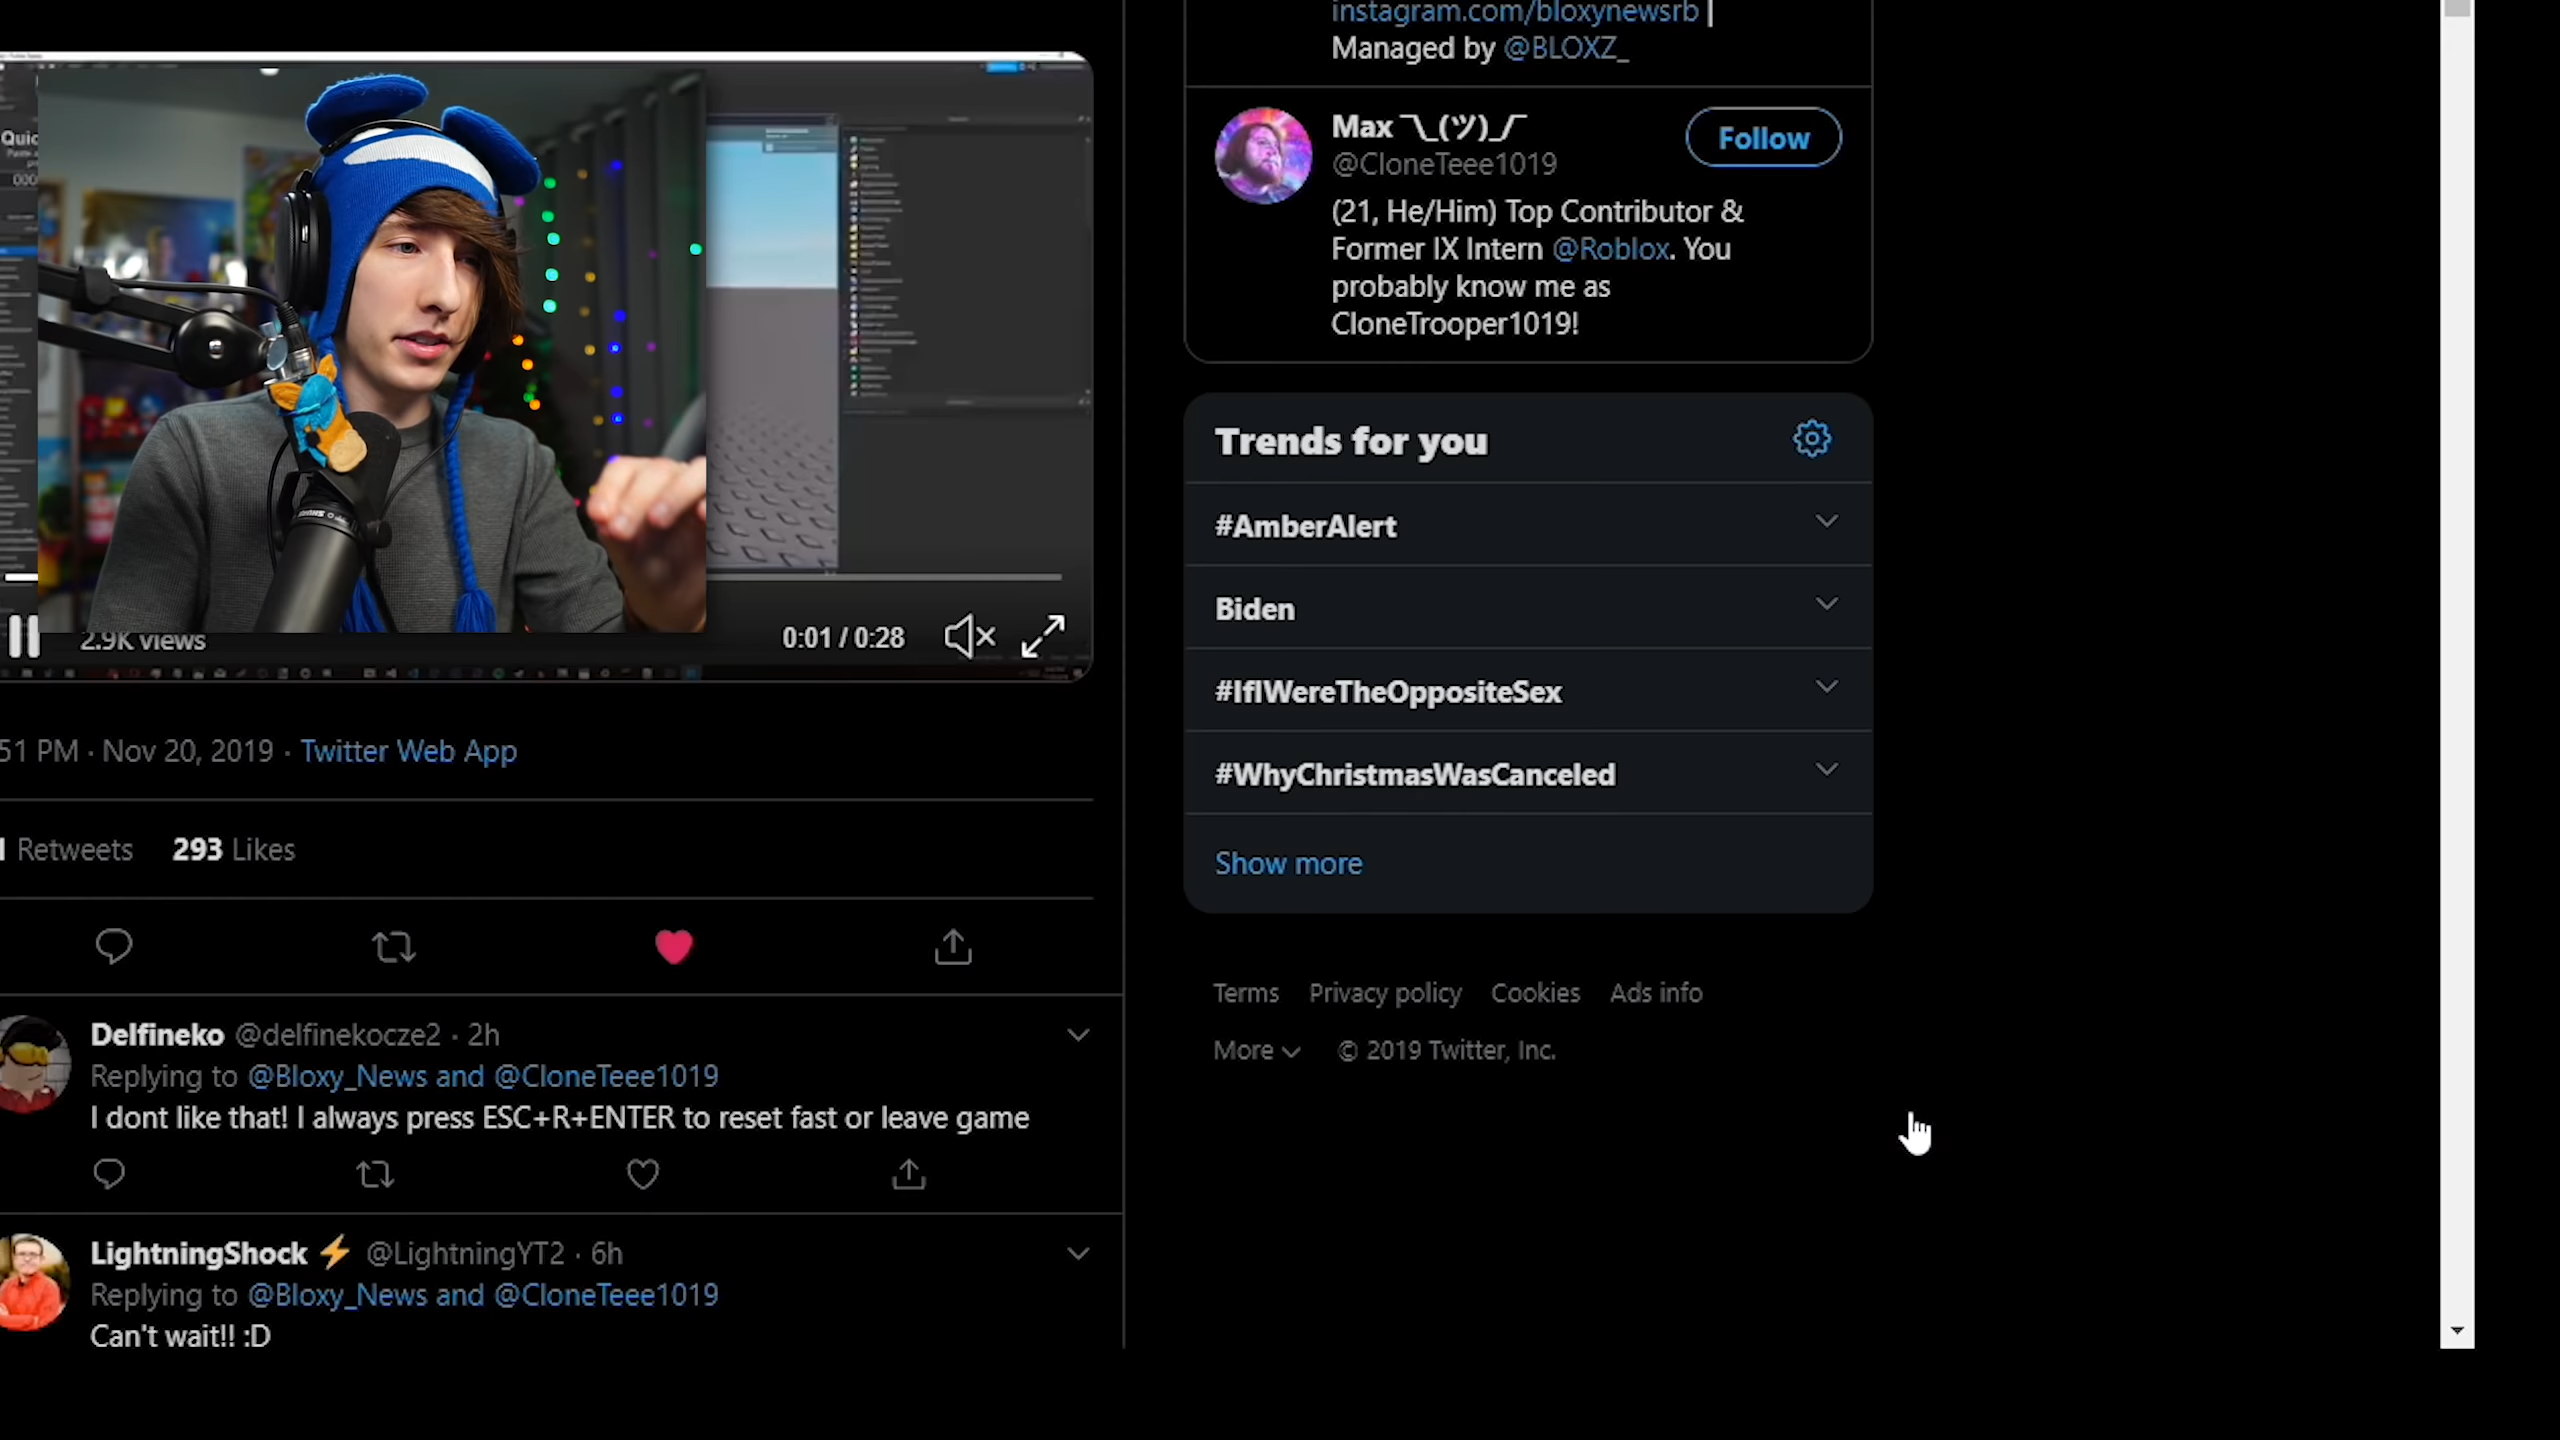 instagram.com/bloxynewsrb |
Managed by @BLOXZ_
Max ¯\_(ツ)_/¯
@CloneTeee1019
Follow
(21, He/Him) Top Contributor &
Former IX Intern @Roblox. You
probably know me as
CloneTrooper1019!
Quic
000
2.9K views
0:01 / 0:28
51 PM · Nov 20, 2019 · Twitter Web App
Retweets 293 Likes
Delfineko @delfinekocze2 · 2h
Replying to @Bloxy_News and @CloneTeee1019
I dont like that! I always press ESC+R+ENTER to reset fast or leave game
LightningShock ⚡ @LightningYT2 · 6h
Replying to @Bloxy_News and @CloneTeee1019
Can't wait!! :D
Trends for you
#AmberAlert
Biden
#IfIWereTheOppositeSex
#WhyChristmasWasCanceled
Show more
Terms Privacy policy Cookies Ads info
More © 2019 Twitter, Inc.